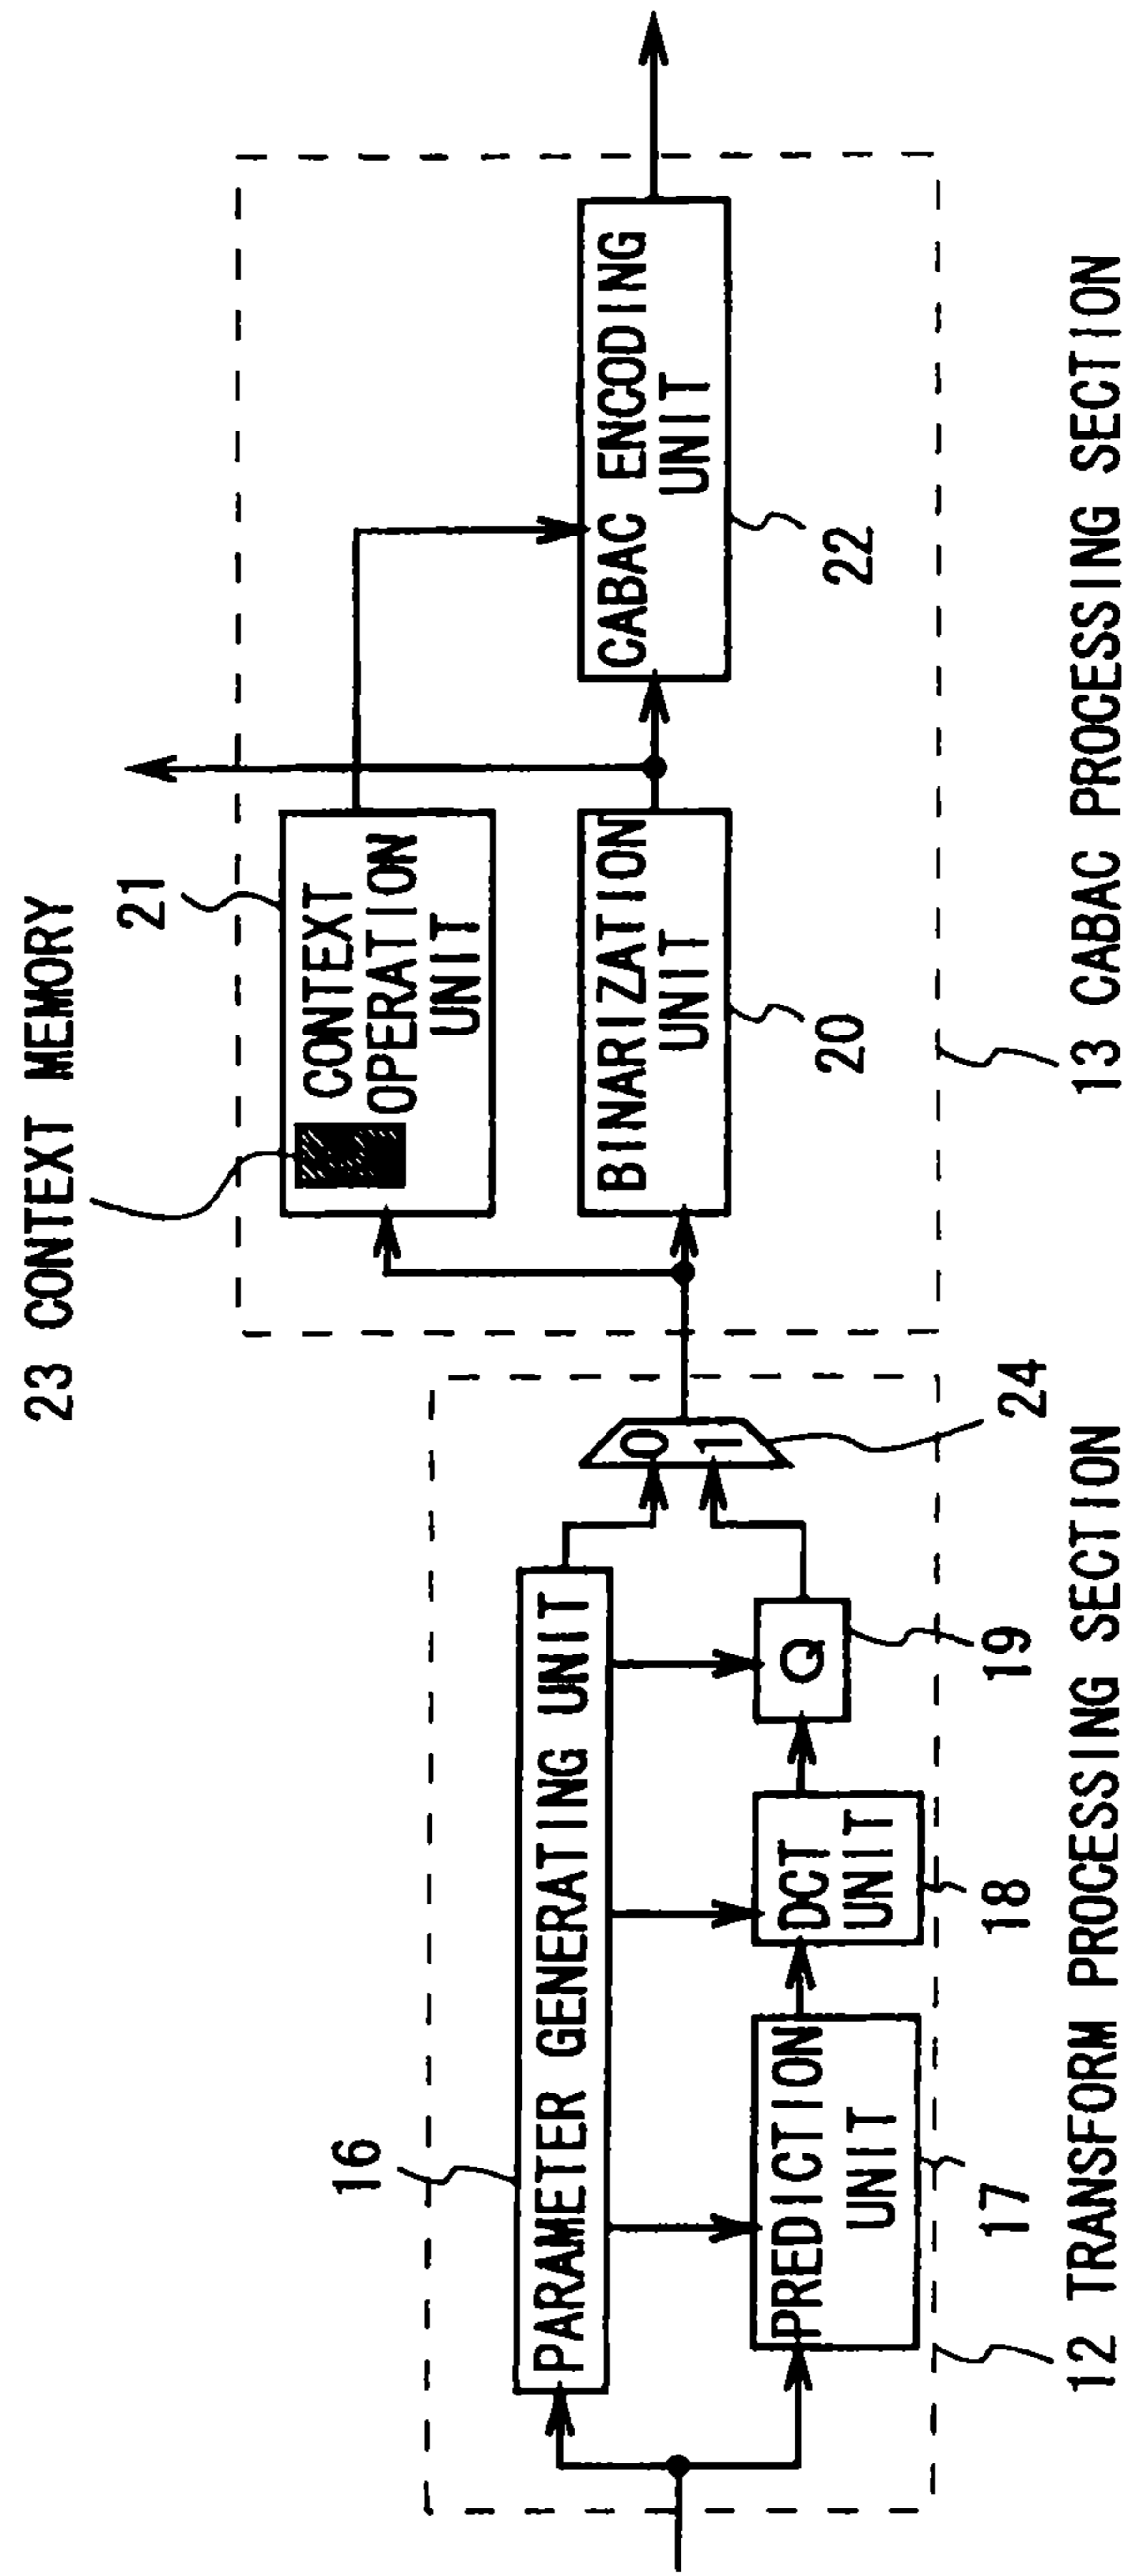 23 CONTEXT MEMORY
21
CONTEXT
OPERATION
UNIT
BINARIZATION
UNIT
20
CABAC ENCODING
UNIT
22
13 CABAC PROCESSING SECTION
16
PARAMETER GENERATING UNIT
0
1
24
PREDICTION
UNIT
17
DCT
UNIT
18
Q
19
12 TRANSFORM PROCESSING SECTION